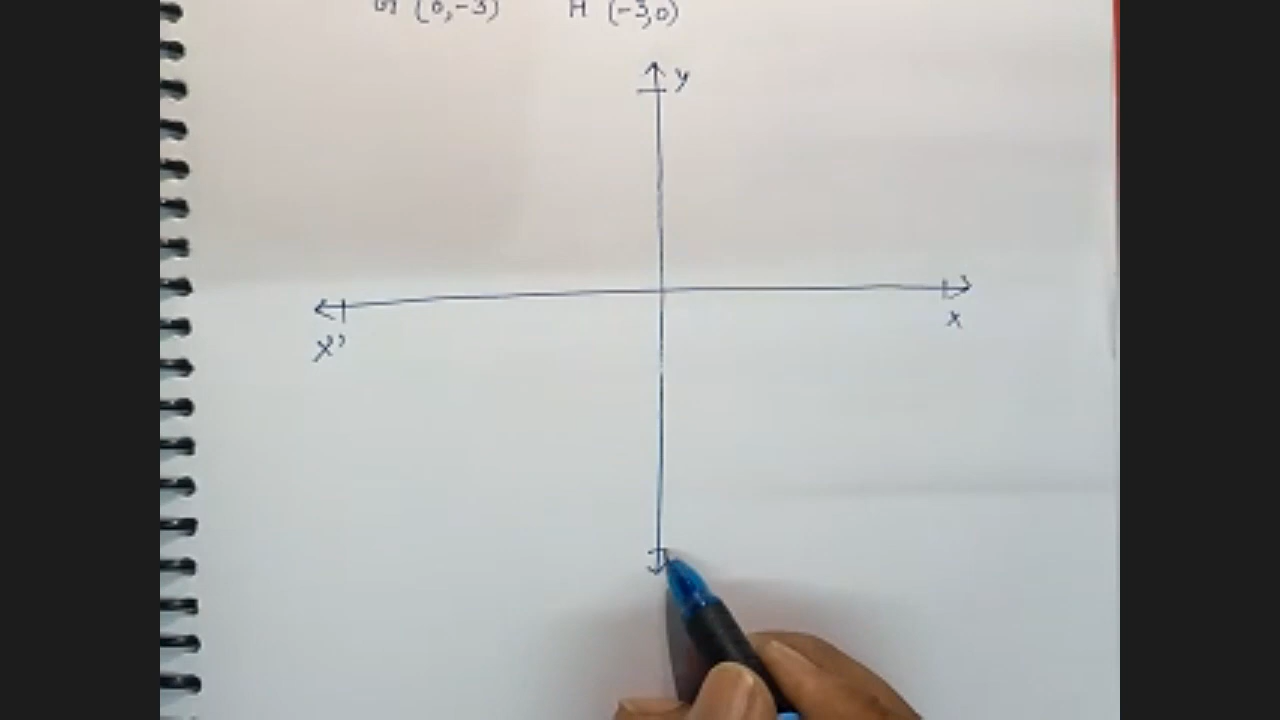 G (0,-3) H (-3,0)
y
x
x'